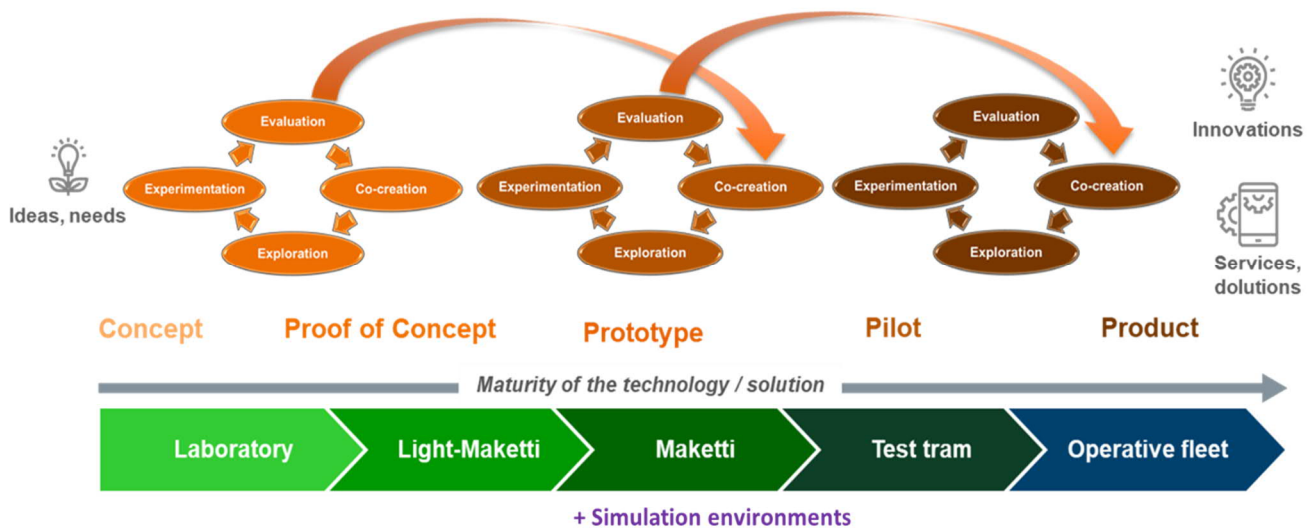 Ideas, needs
Evaluation
Experimentation
Co-creation
Exploration
Evaluation
Experimentation
Co-creation
Exploration
Evaluation
Experimentation
Co-creation
Exploration
Innovations
Services,
dolutions
Concept
Proof of Concept
Prototype
Pilot
Product
Maturity of the technology / solution
Laboratory
Light-Maketti
Maketti
Test tram
Operative fleet
+ Simulation environments